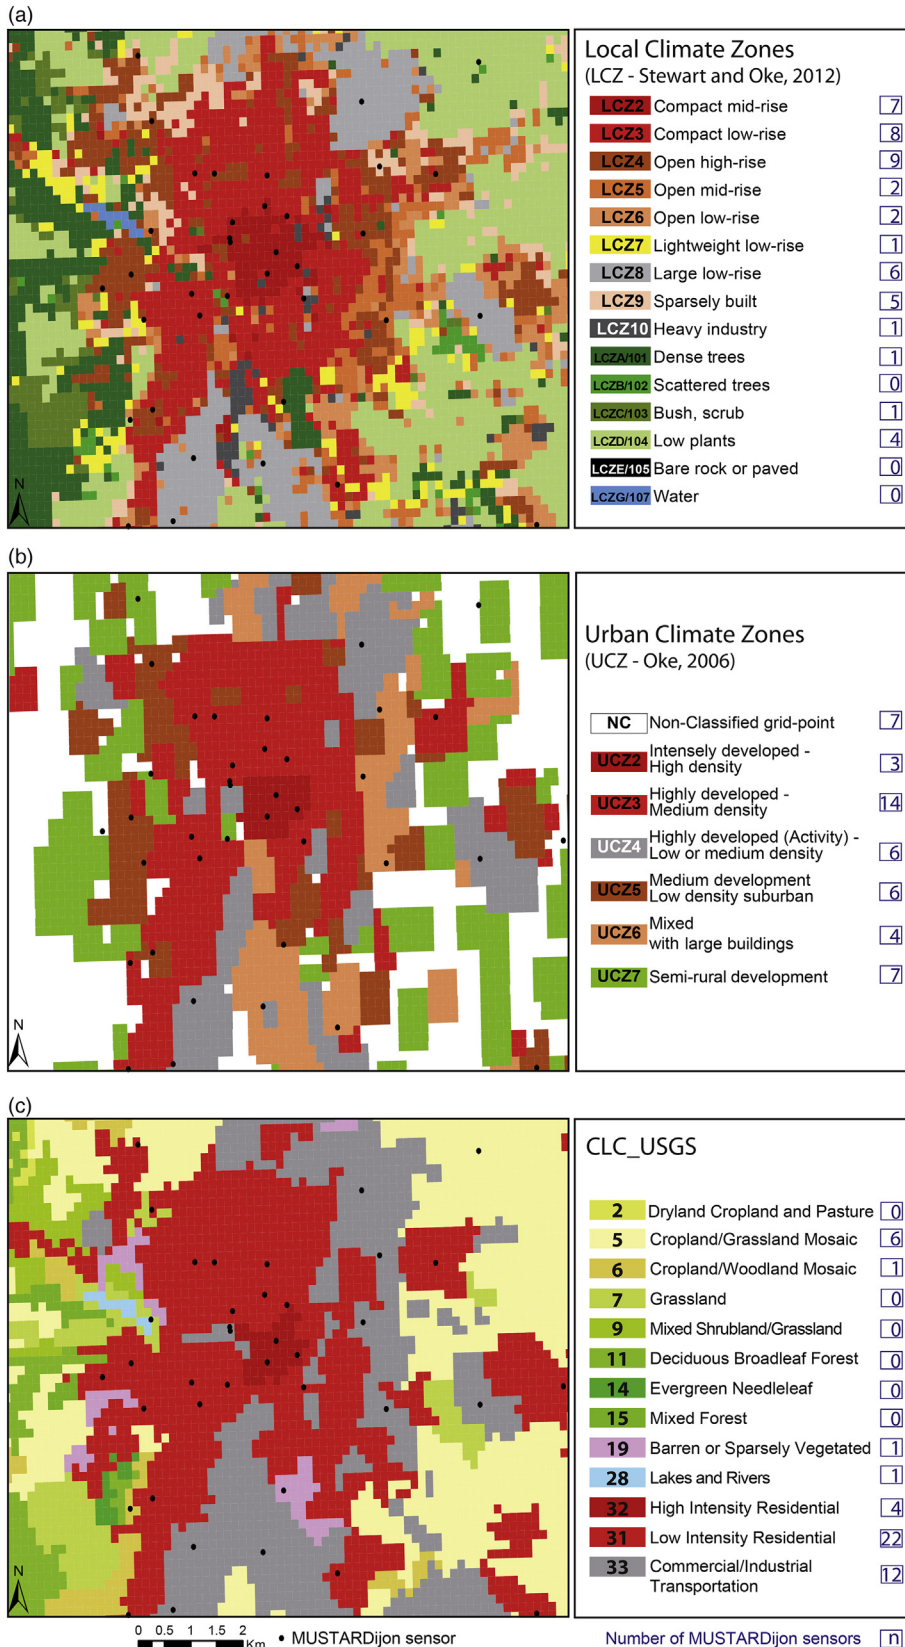 (a)
Local Climate Zones
(LCZ - Stewart and Oke, 2012)
LCZ2 Compact mid-rise 7
LCZ3 Compact low-rise 8
LCZ4 Open high-rise 9
LCZ5 Open mid-rise 2
LCZ6 Open low-rise 2
LCZ7 Lightweight low-rise 1
LCZ8 Large low-rise 6
LCZ9 Sparsely built 5
LCZ10 Heavy industry 1
LCZA/101 Dense trees 1
LCZB/102 Scattered trees 0
LCZC/103 Bush, scrub 1
LCZD/104 Low plants 4
LCZE/105 Bare rock or paved 0
LCZG/107 Water 0
N
(b)
Urban Climate Zones
(UCZ - Oke, 2006)
NC Non-Classified grid-point 7
UCZ2 Intensely developed - High density 3
UCZ3 Highly developed - Medium density 14
UCZ4 Highly developed (Activity) - Low or medium density 6
UCZ5 Medium development Low density suburban 6
UCZ6 Mixed with large buildings 4
UCZ7 Semi-rural development 7
N
(c)
CLC_USGS
2 Dryland Cropland and Pasture 0
5 Cropland/Grassland Mosaic 6
6 Cropland/Woodland Mosaic 1
7 Grassland 0
9 Mixed Shrubland/Grassland 0
11 Deciduous Broadleaf Forest 0
14 Evergreen Needleleaf 0
15 Mixed Forest 0
19 Barren or Sparsely Vegetated 1
28 Lakes and Rivers 1
32 High Intensity Residential 4
31 Low Intensity Residential 22
33 Commercial/Industrial Transportation 12
N
0 0.5 1 1.5 2
Km
• MUSTARDijon sensor
Number of MUSTARDijon sensors n